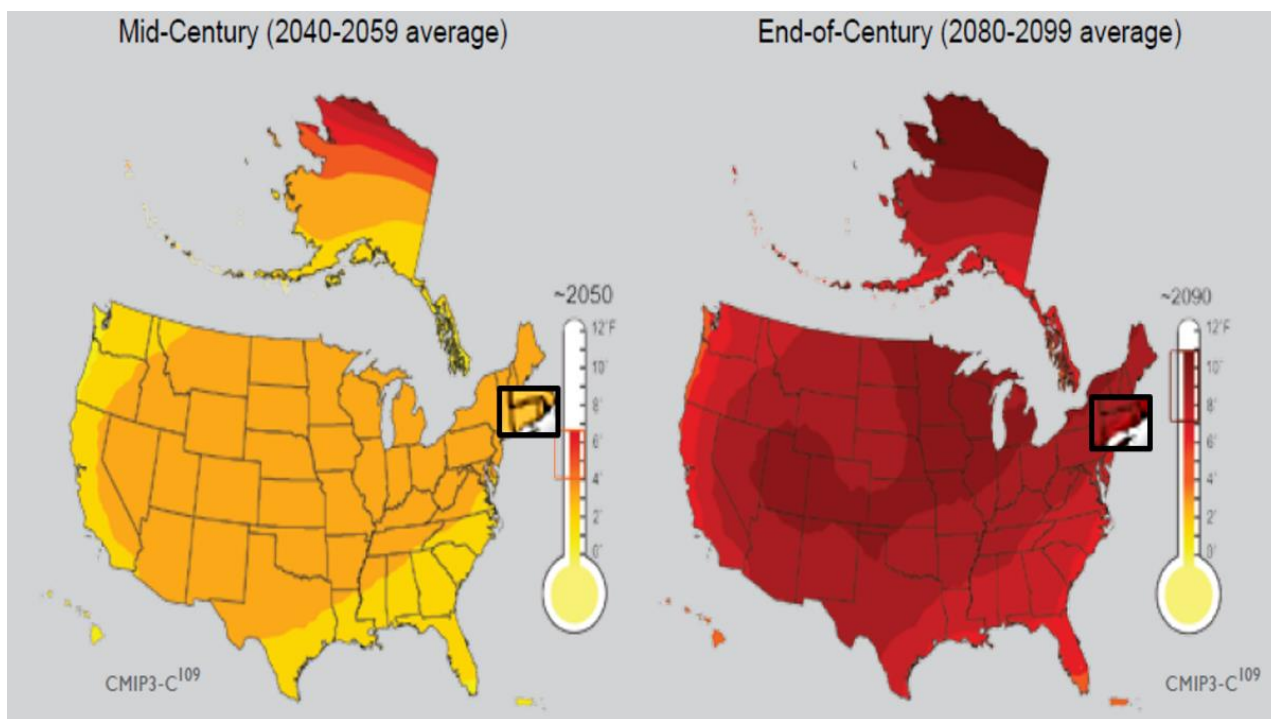 Mid-Century (2040-2059 average)
End-of-Century (2080-2099 average)
~2050
12°F
10°
8°
6°
4°
2°
0°
~2090
12°F
10°
8°
6°
4°
2°
0°
CMIP3-C109
CMIP3-C109